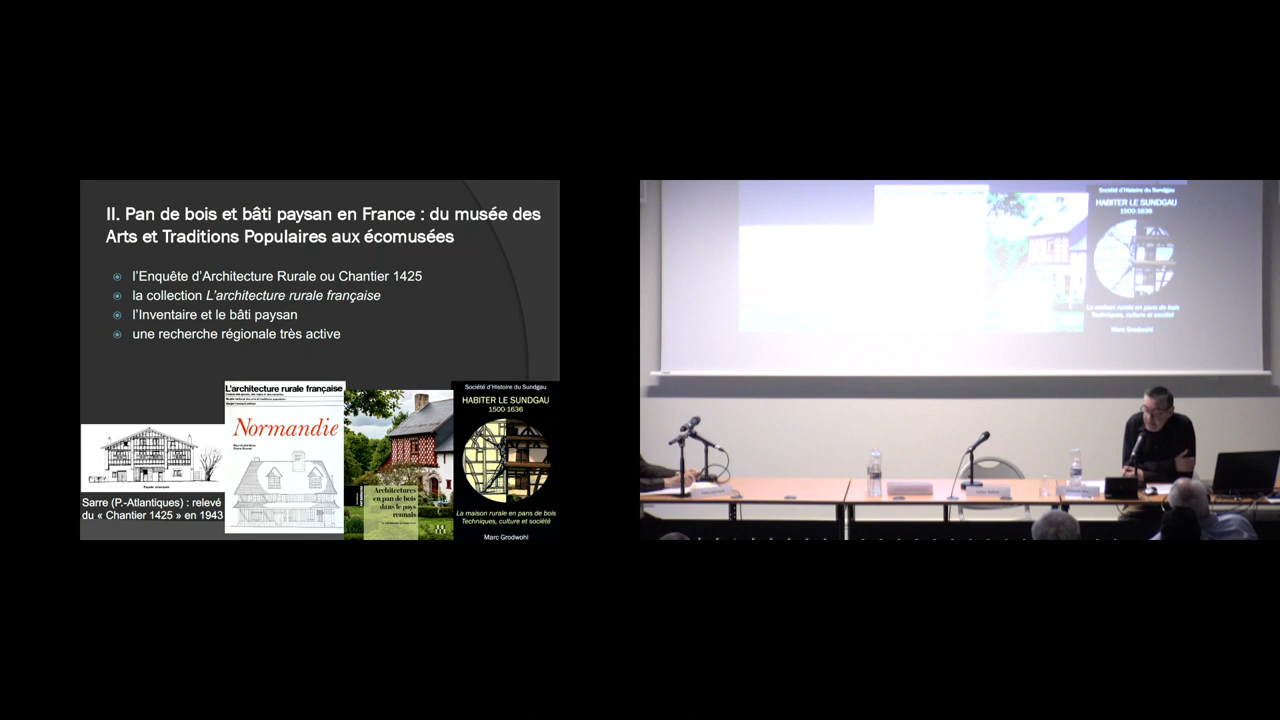 II. Pan de bois et bâti paysan en France : du musée des
Arts et Traditions Populaires aux écomusées
l'Enquête d'Architecture Rurale ou Chantier 1425
la collection L'architecture rurale française
l'Inventaire et le bâti paysan
une recherche régionale très active
Sarre (P.-Atlantiques) : relevé
du « Chantier 1425 » en 1943
L'architecture rurale française
Normandie
Architectures
en pan de bois
dans le pays
rennais
Société d'Histoire du Sundgau
HABITER LE SUNDGAU
1500-1636
La maison rurale en pans de bois
Techniques, culture et société
Marc Grodwohl
Société d'Histoire du Sundgau
HABITER LE SUNDGAU
1500-1636
La maison rurale en pans de bois
Techniques, culture et société
Marc Grodwohl